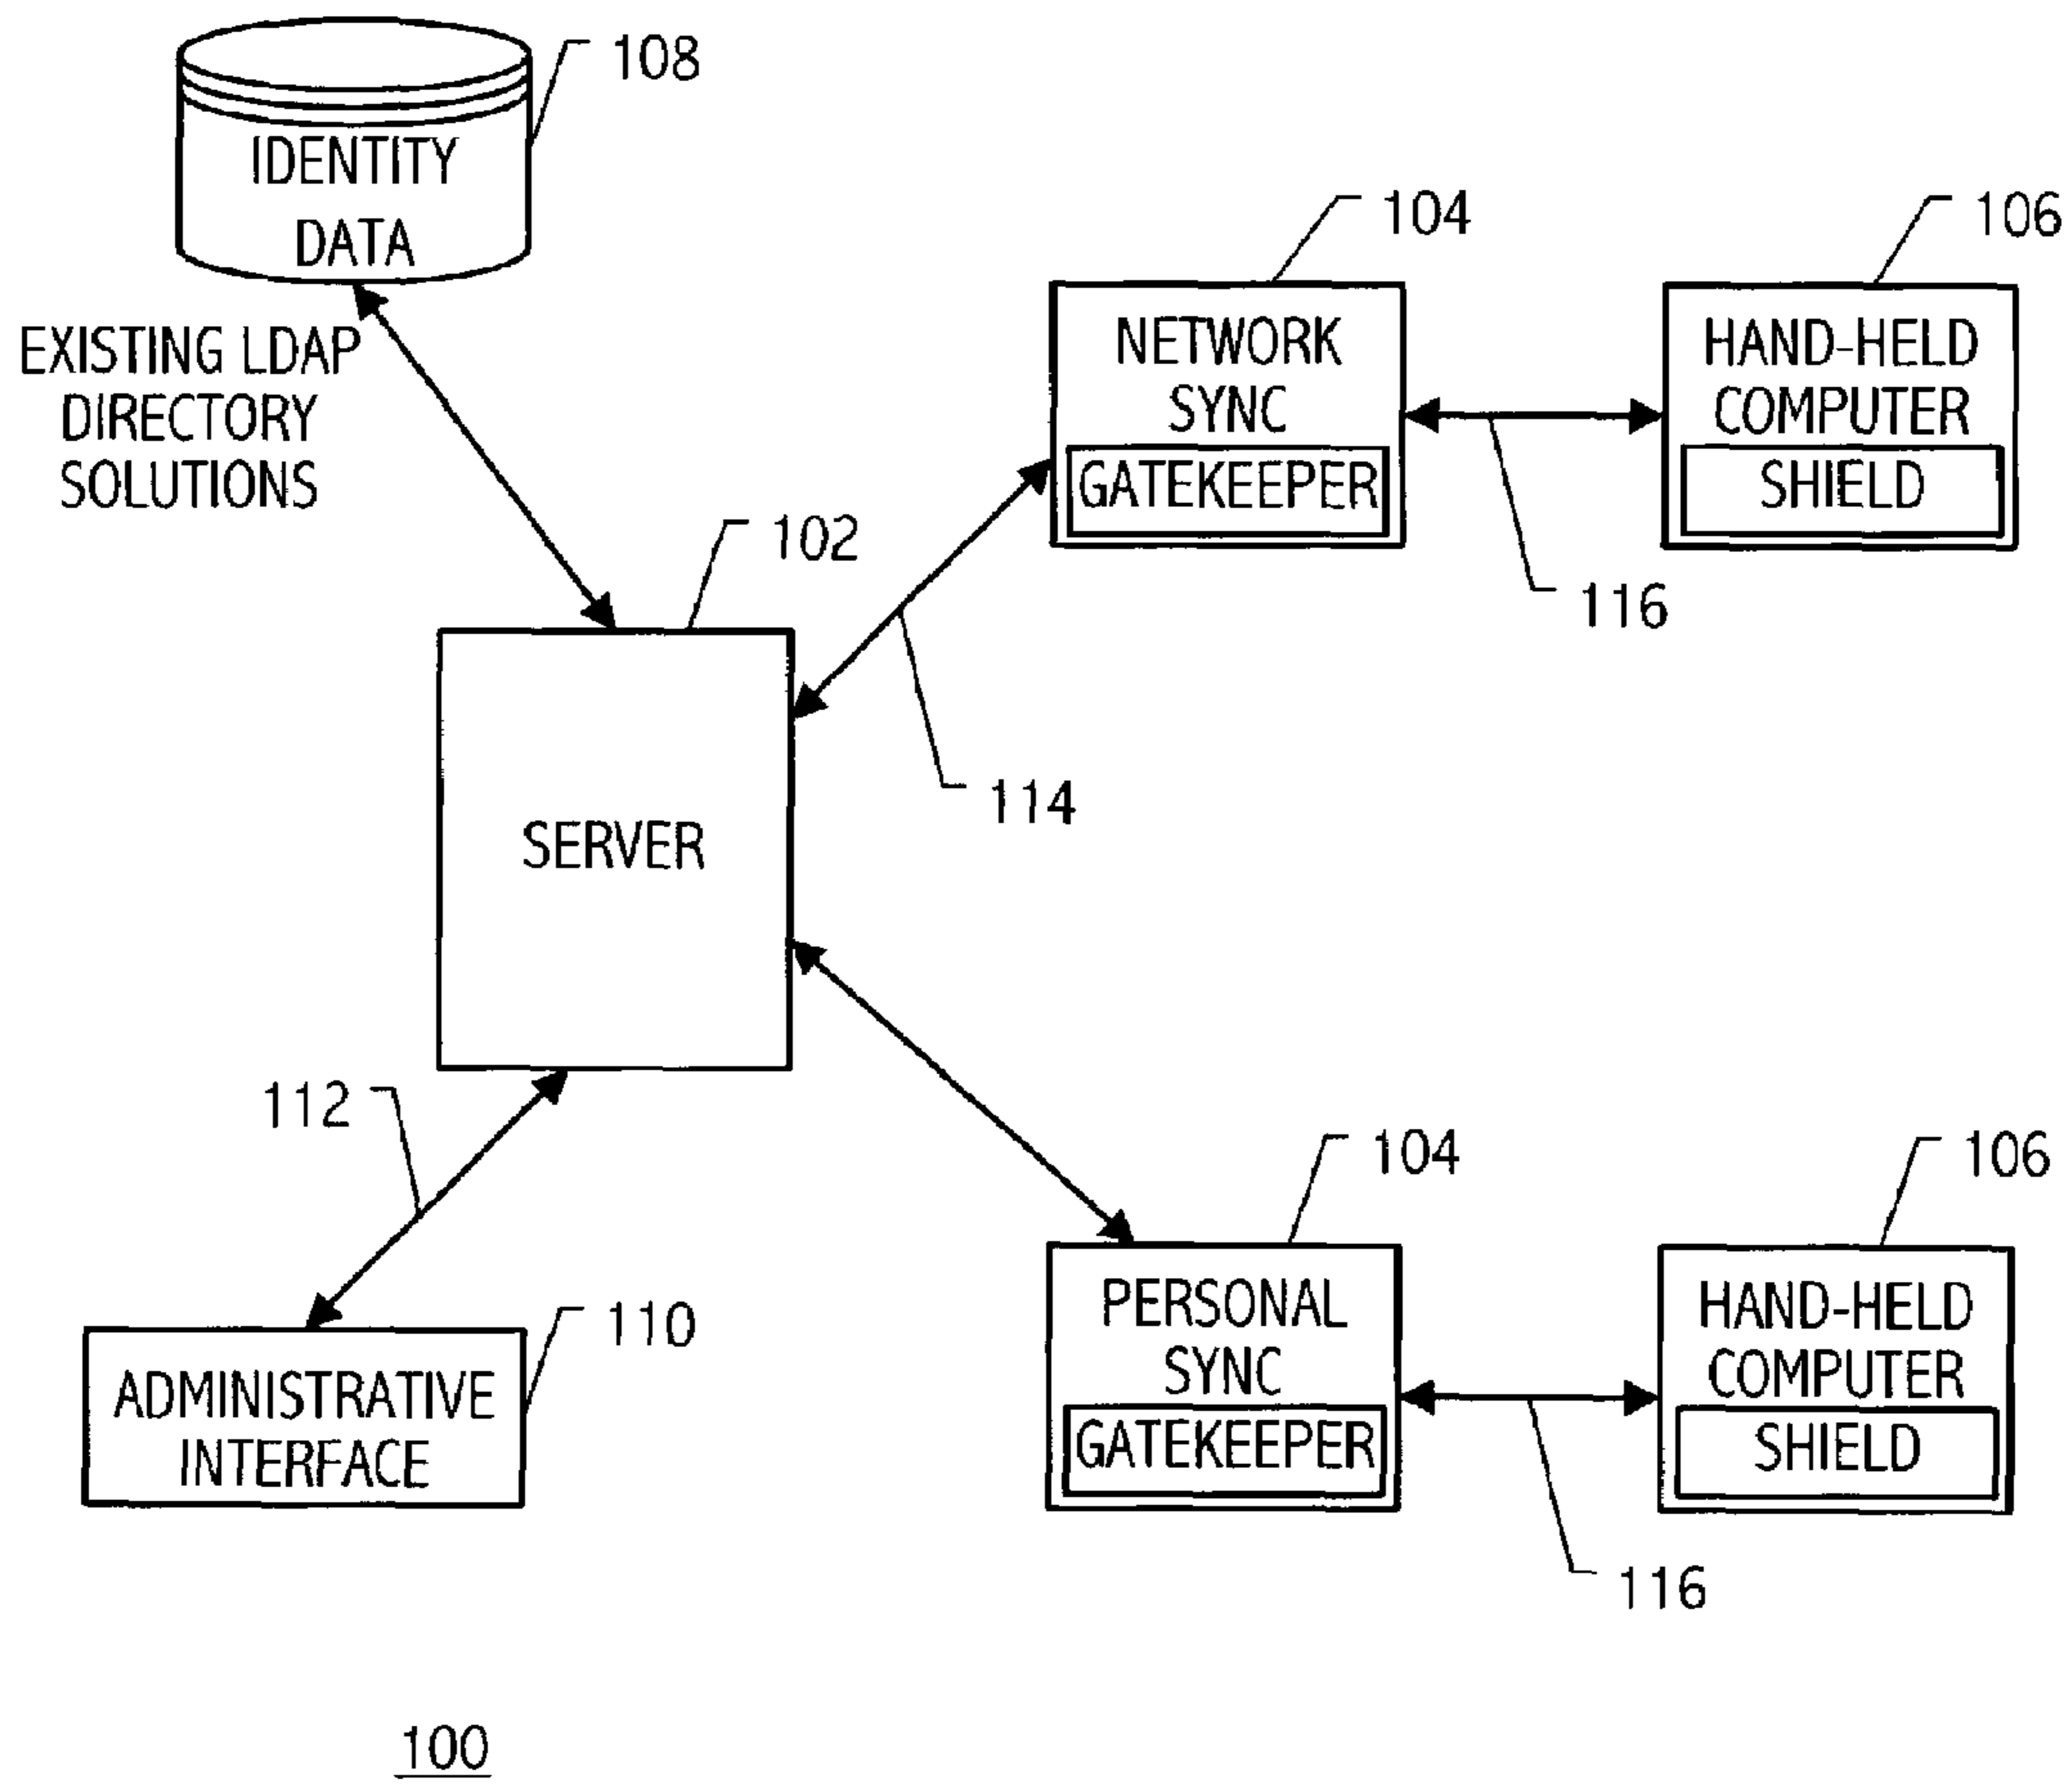 108
IDENTITY
DATA
EXISTING LDAP
DIRECTORY
SOLUTIONS
104
NETWORK
SYNC
GATEKEEPER
106
HAND-HELD
COMPUTER
SHIELD
116
102
SERVER
114
112
110
ADMINISTRATIVE
INTERFACE
104
PERSONAL
SYNC
GATEKEEPER
106
HAND-HELD
COMPUTER
SHIELD
116
100